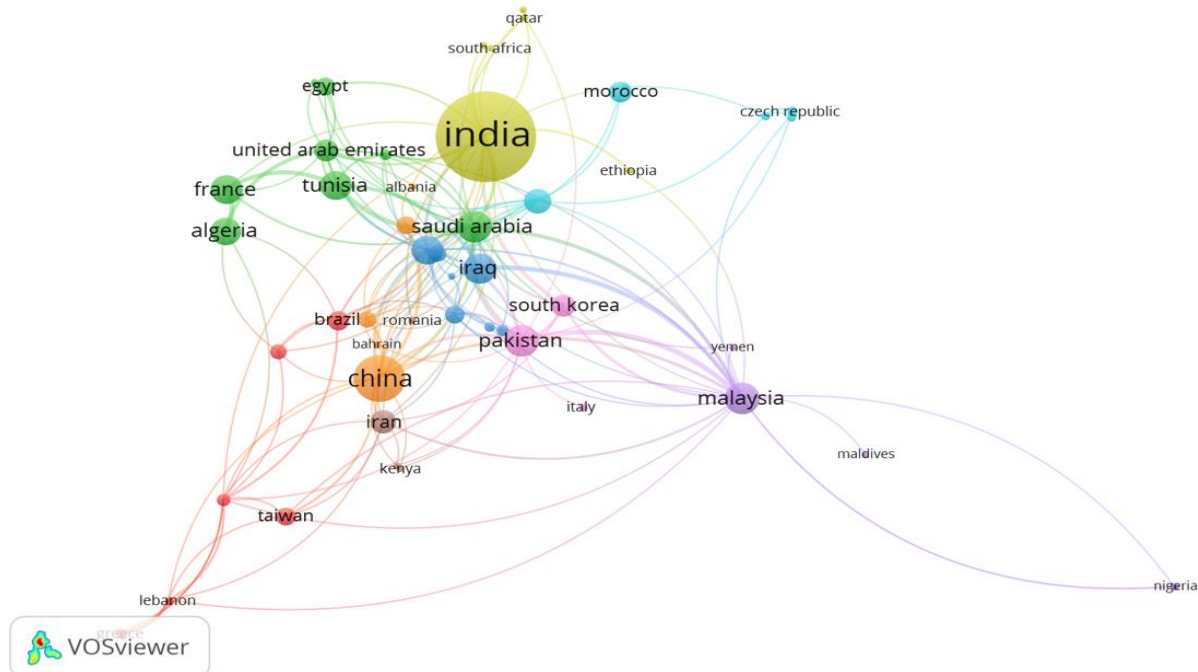 qatar
south africa
egypt
morocco
czech republic
india
united arab emirates
ethiopia
france
tunisia
albania
algeria
saudi arabia
iraq
south korea
brazil
romania
pakistan
bahrain
yemen
china
malaysia
italy
iran
maldives
kenya
taiwan
nigeria
lebanon
greece
VOSviewer